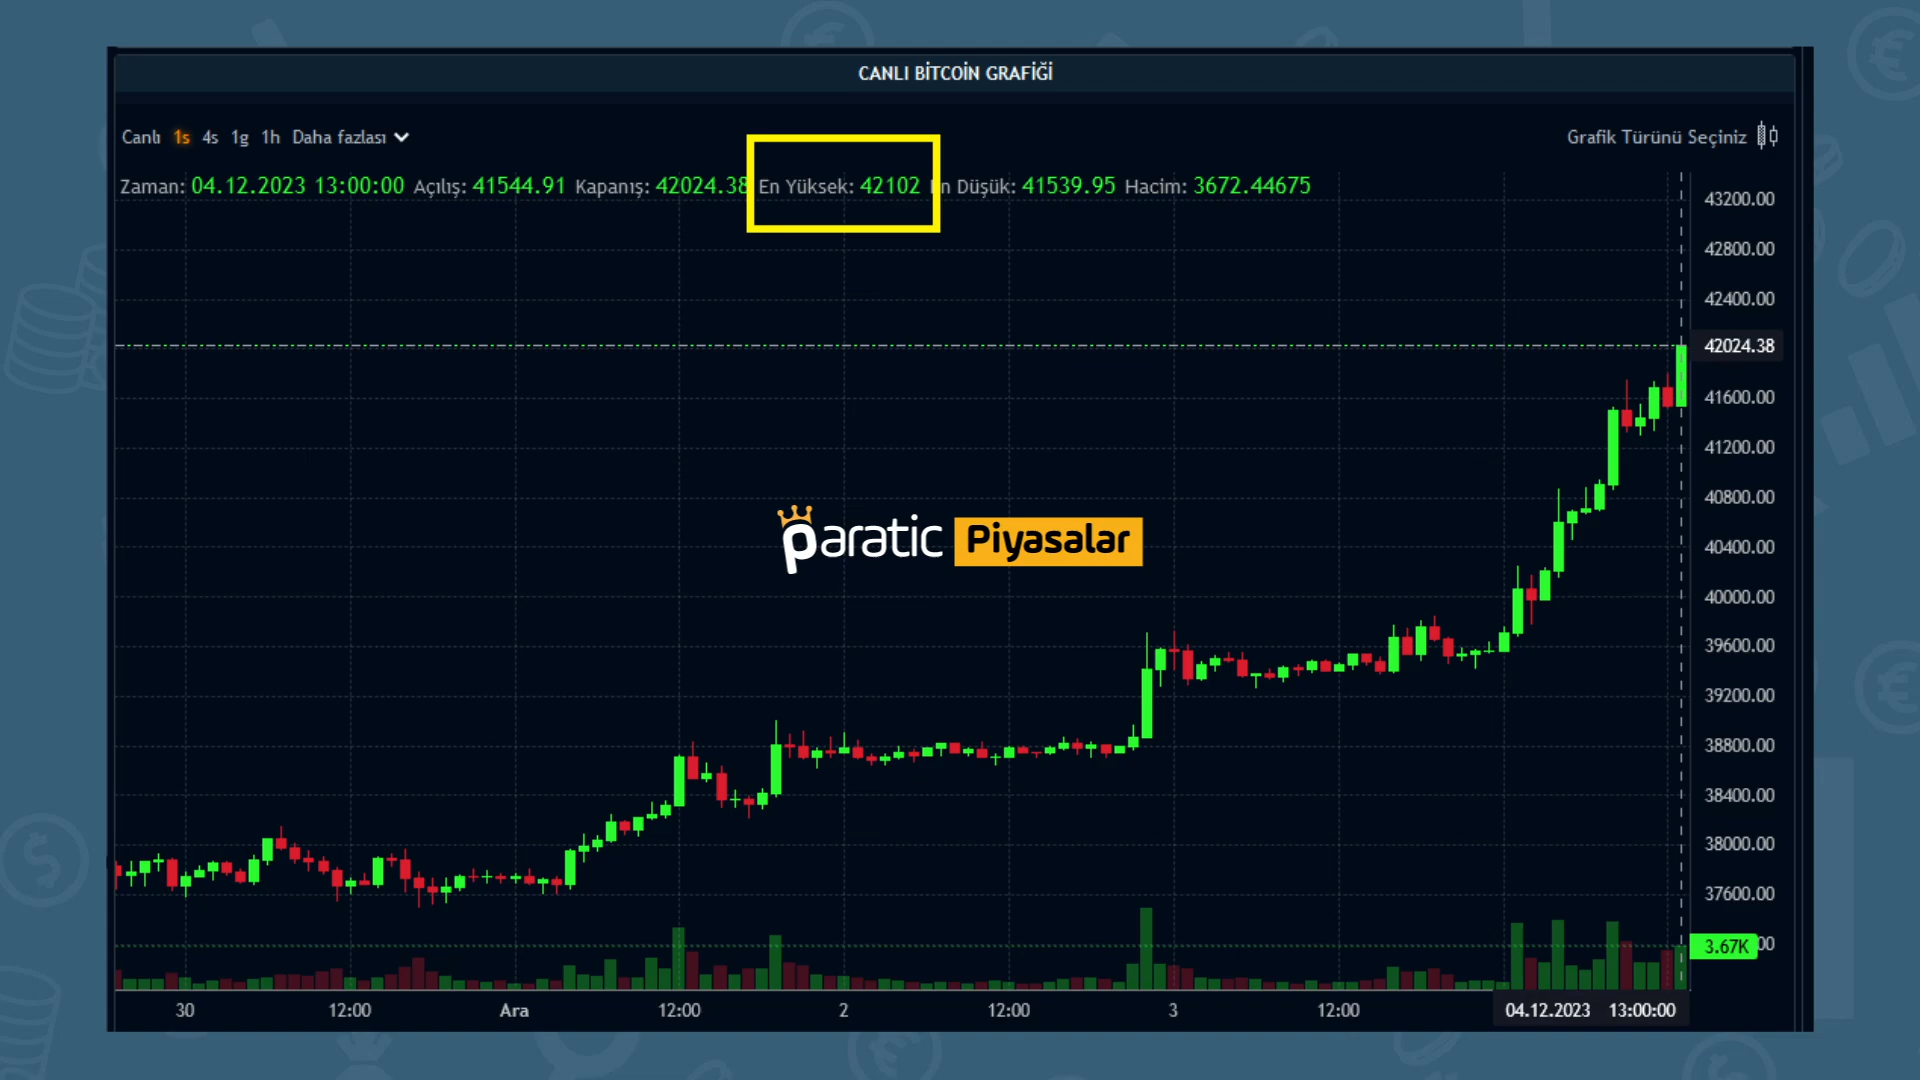 CANLI BİTCOİN GRAFİĞİ
Canlı 1s 4s 1g 1h Daha fazlası
Grafik Türünü Seçiniz
Zaman: 04.12.2023 13:00:00 Açılış: 41544.91 Kapanış: 42024.38 En Yüksek: 42102 En Düşük: 41539.95 Hacim: 3672.44675
43200.00
42800.00
42400.00
42024.38
41600.00
41200.00
40800.00
paratic Piyasalar
40400.00
40000.00
39600.00
39200.00
38800.00
38400.00
38000.00
37600.00
3.67K
30 12:00:00 Ara 12:00:00 2 12:00:00 3 12:00:00 04.12.2023 13:00:00